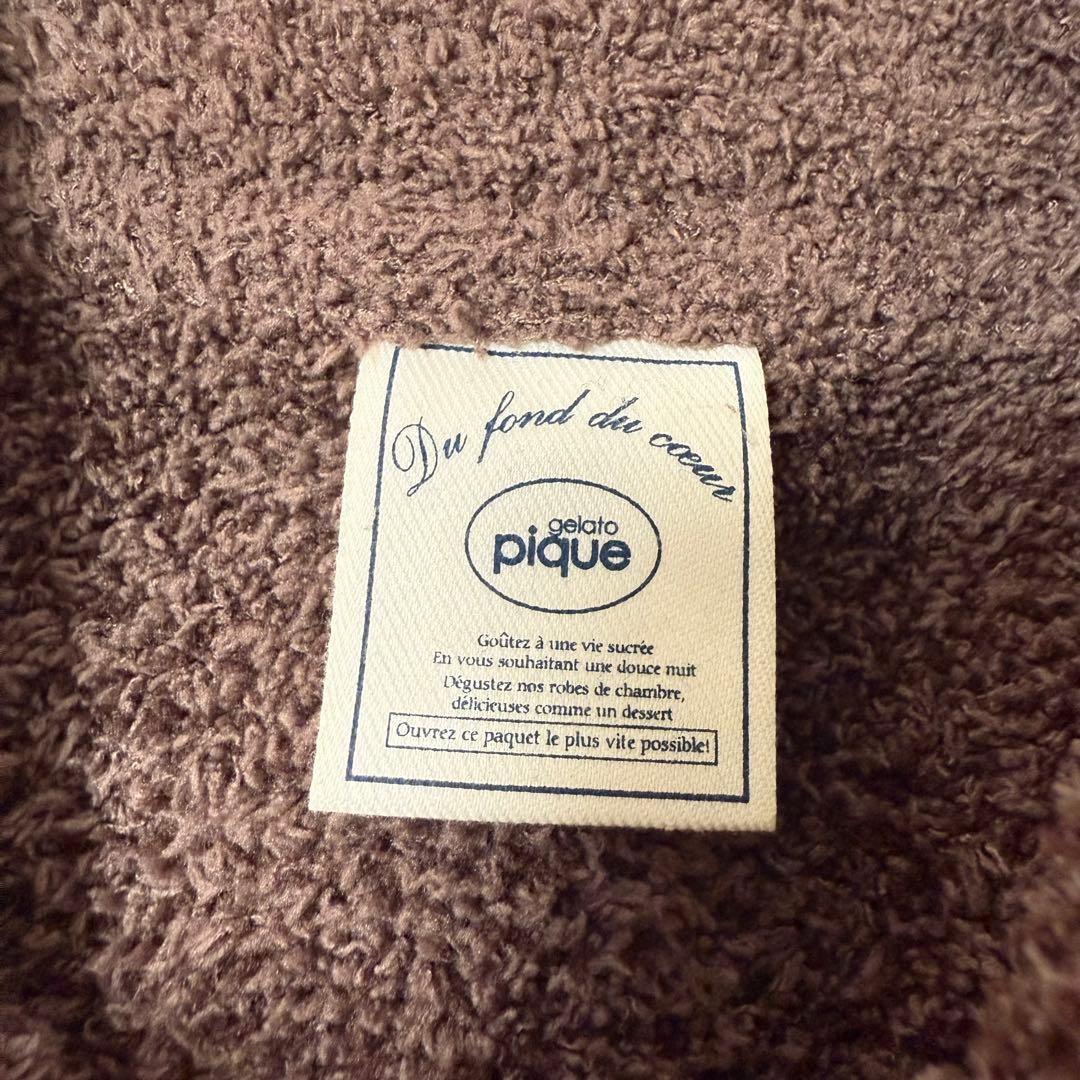 Du fond du cœur
gelato
pique
Goûtez à une vie sucrée
En vous souhaitant une douce nuit
Dégustez nos robes de chambre,
délicieuses comme un dessert
Ouvrez ce paquet le plus vite possible!